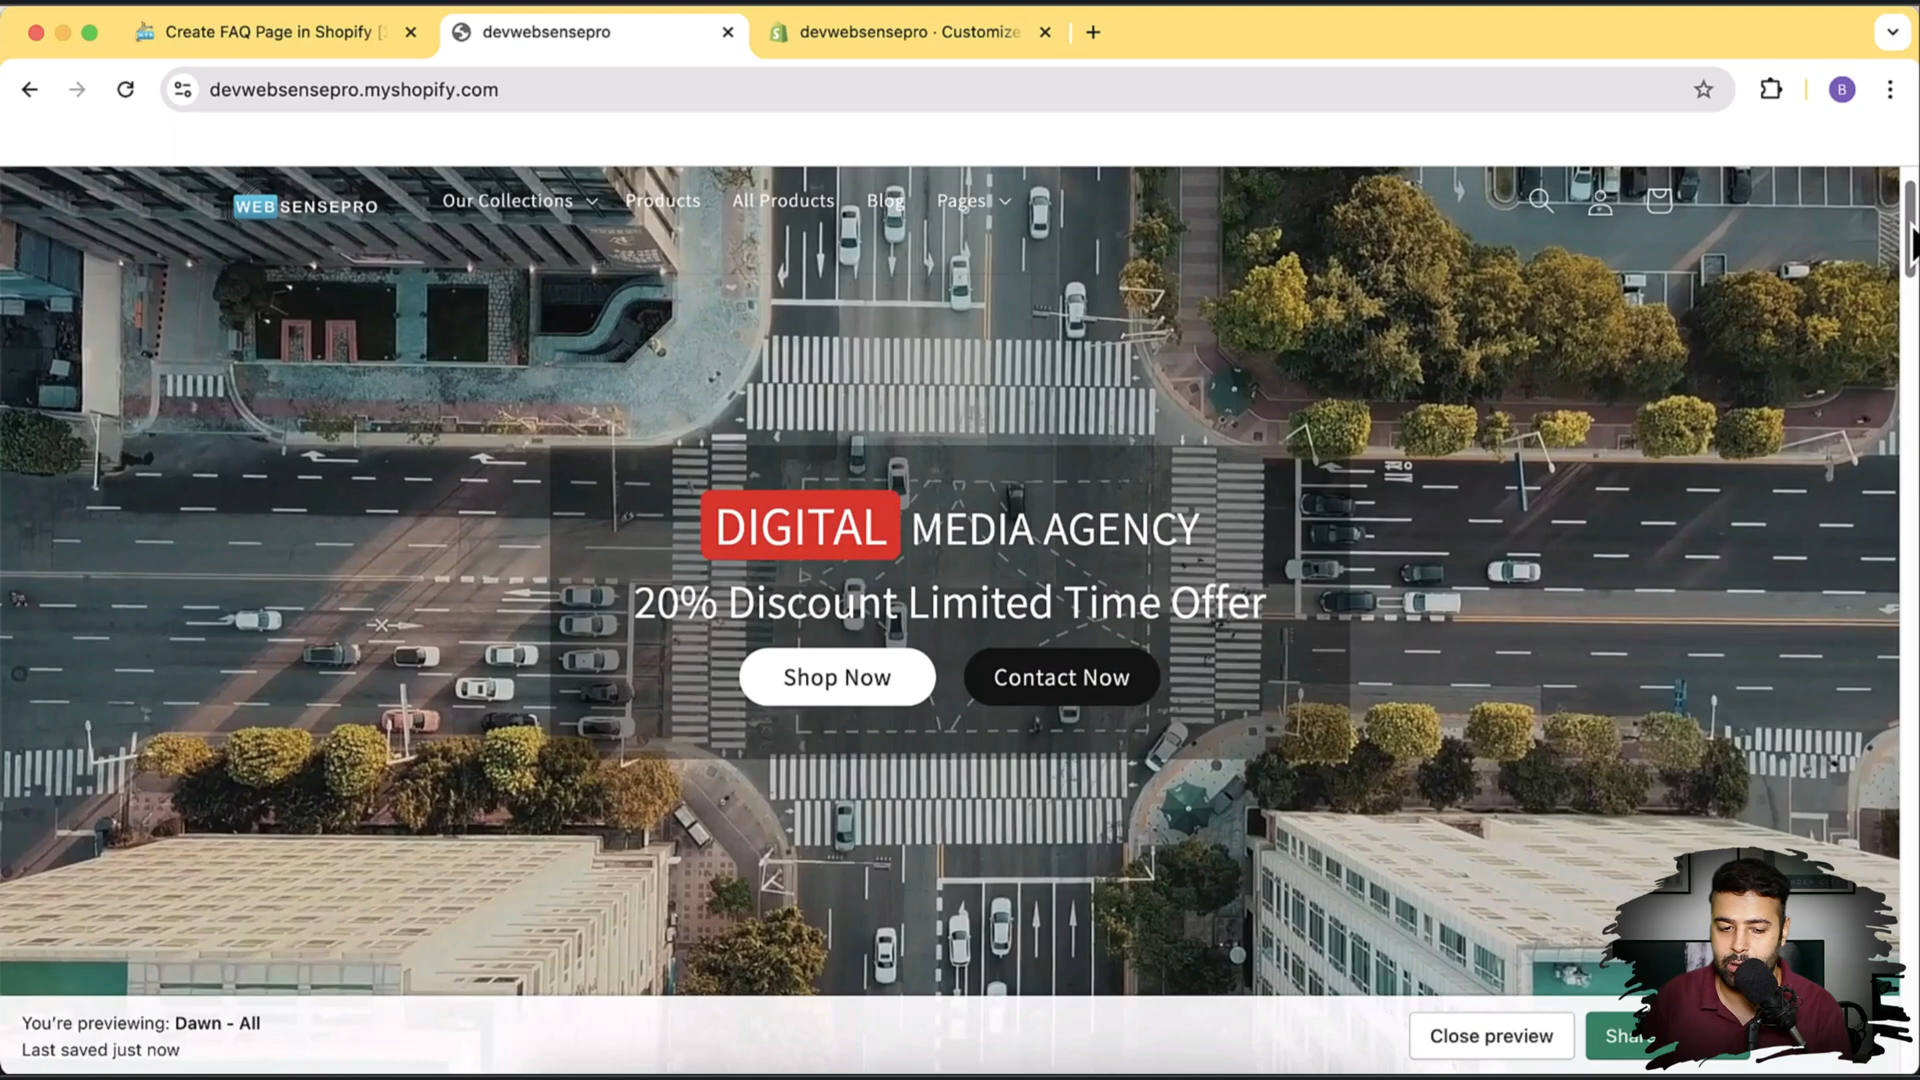 Create FAQ Page in Shopify [
devwebsensepro
devwebsensepro · Customize
devwebsensepro.myshopify.com
B
WEB SENSEPRO
Our Collections
Products
All Products
Blog
Pages
DIGITAL MEDIA AGENCY
20% Discount Limited Time Offer
Shop Now
Contact Now
You're previewing: Dawn - All
Last saved just now
Close preview